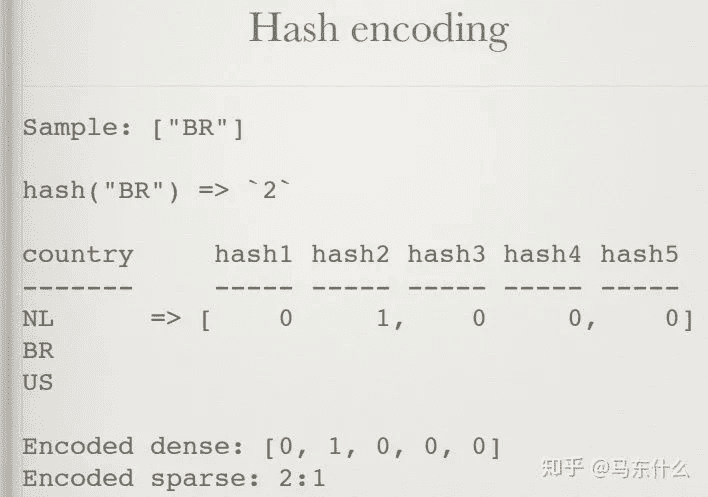 Hash encoding
Sample: ["BR"]
hash("BR") => `2`
country hash1 hash2 hash3 hash4 hash5
------- ----- ----- ----- ----- -----
NL => [ 0 1, 0 0, 0]
BR
US
Encoded dense: [0, 1, 0, 0, 0]
Encoded sparse: 2:1
知乎 @马东什么